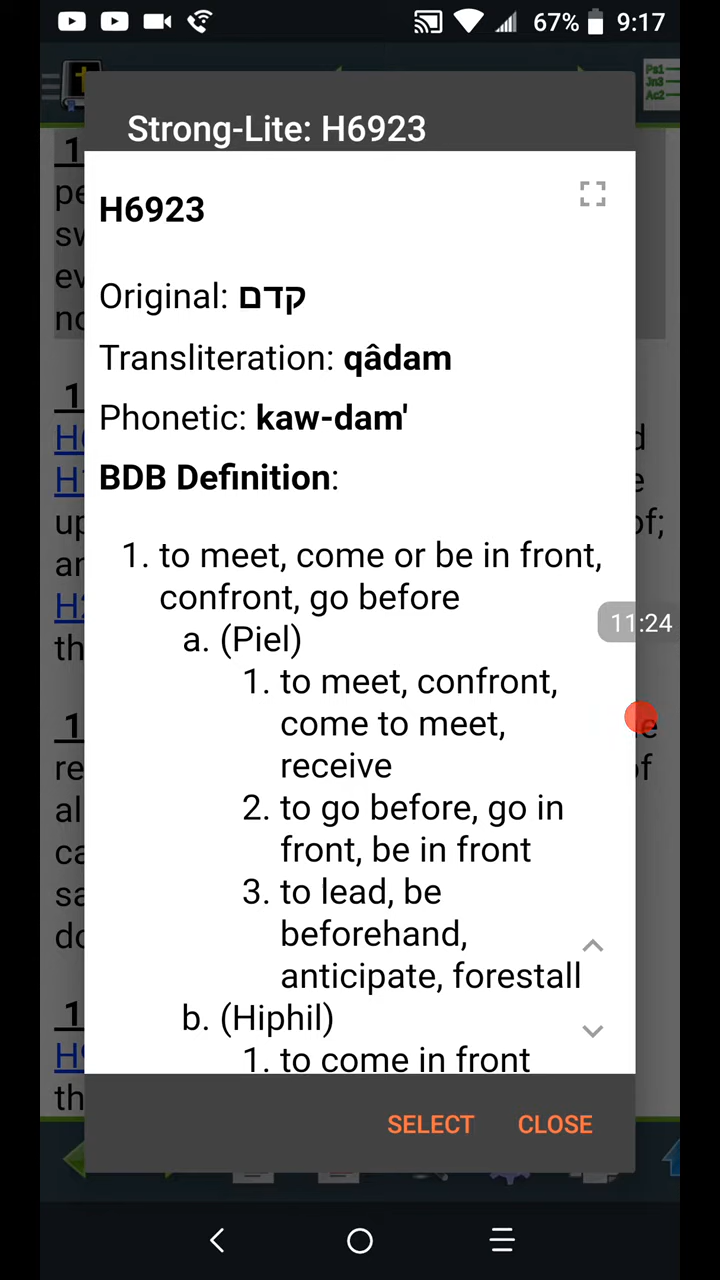 67% 9:17
Ps1
Jn3
Ac2
Strong-Lite: H6923
H6923
Original: קדם
Transliteration: qâdam
Phonetic: kaw-dam'
BDB Definition:
1. to meet, come or be in front,
confront, go before
a. (Piel)
11:24
1. to meet, confront,
come to meet,
receive
2. to go before, go in
front, be in front
3. to lead, be
beforehand,
anticipate, forestall
b. (Hiphil)
1. to come in front
SELECT CLOSE